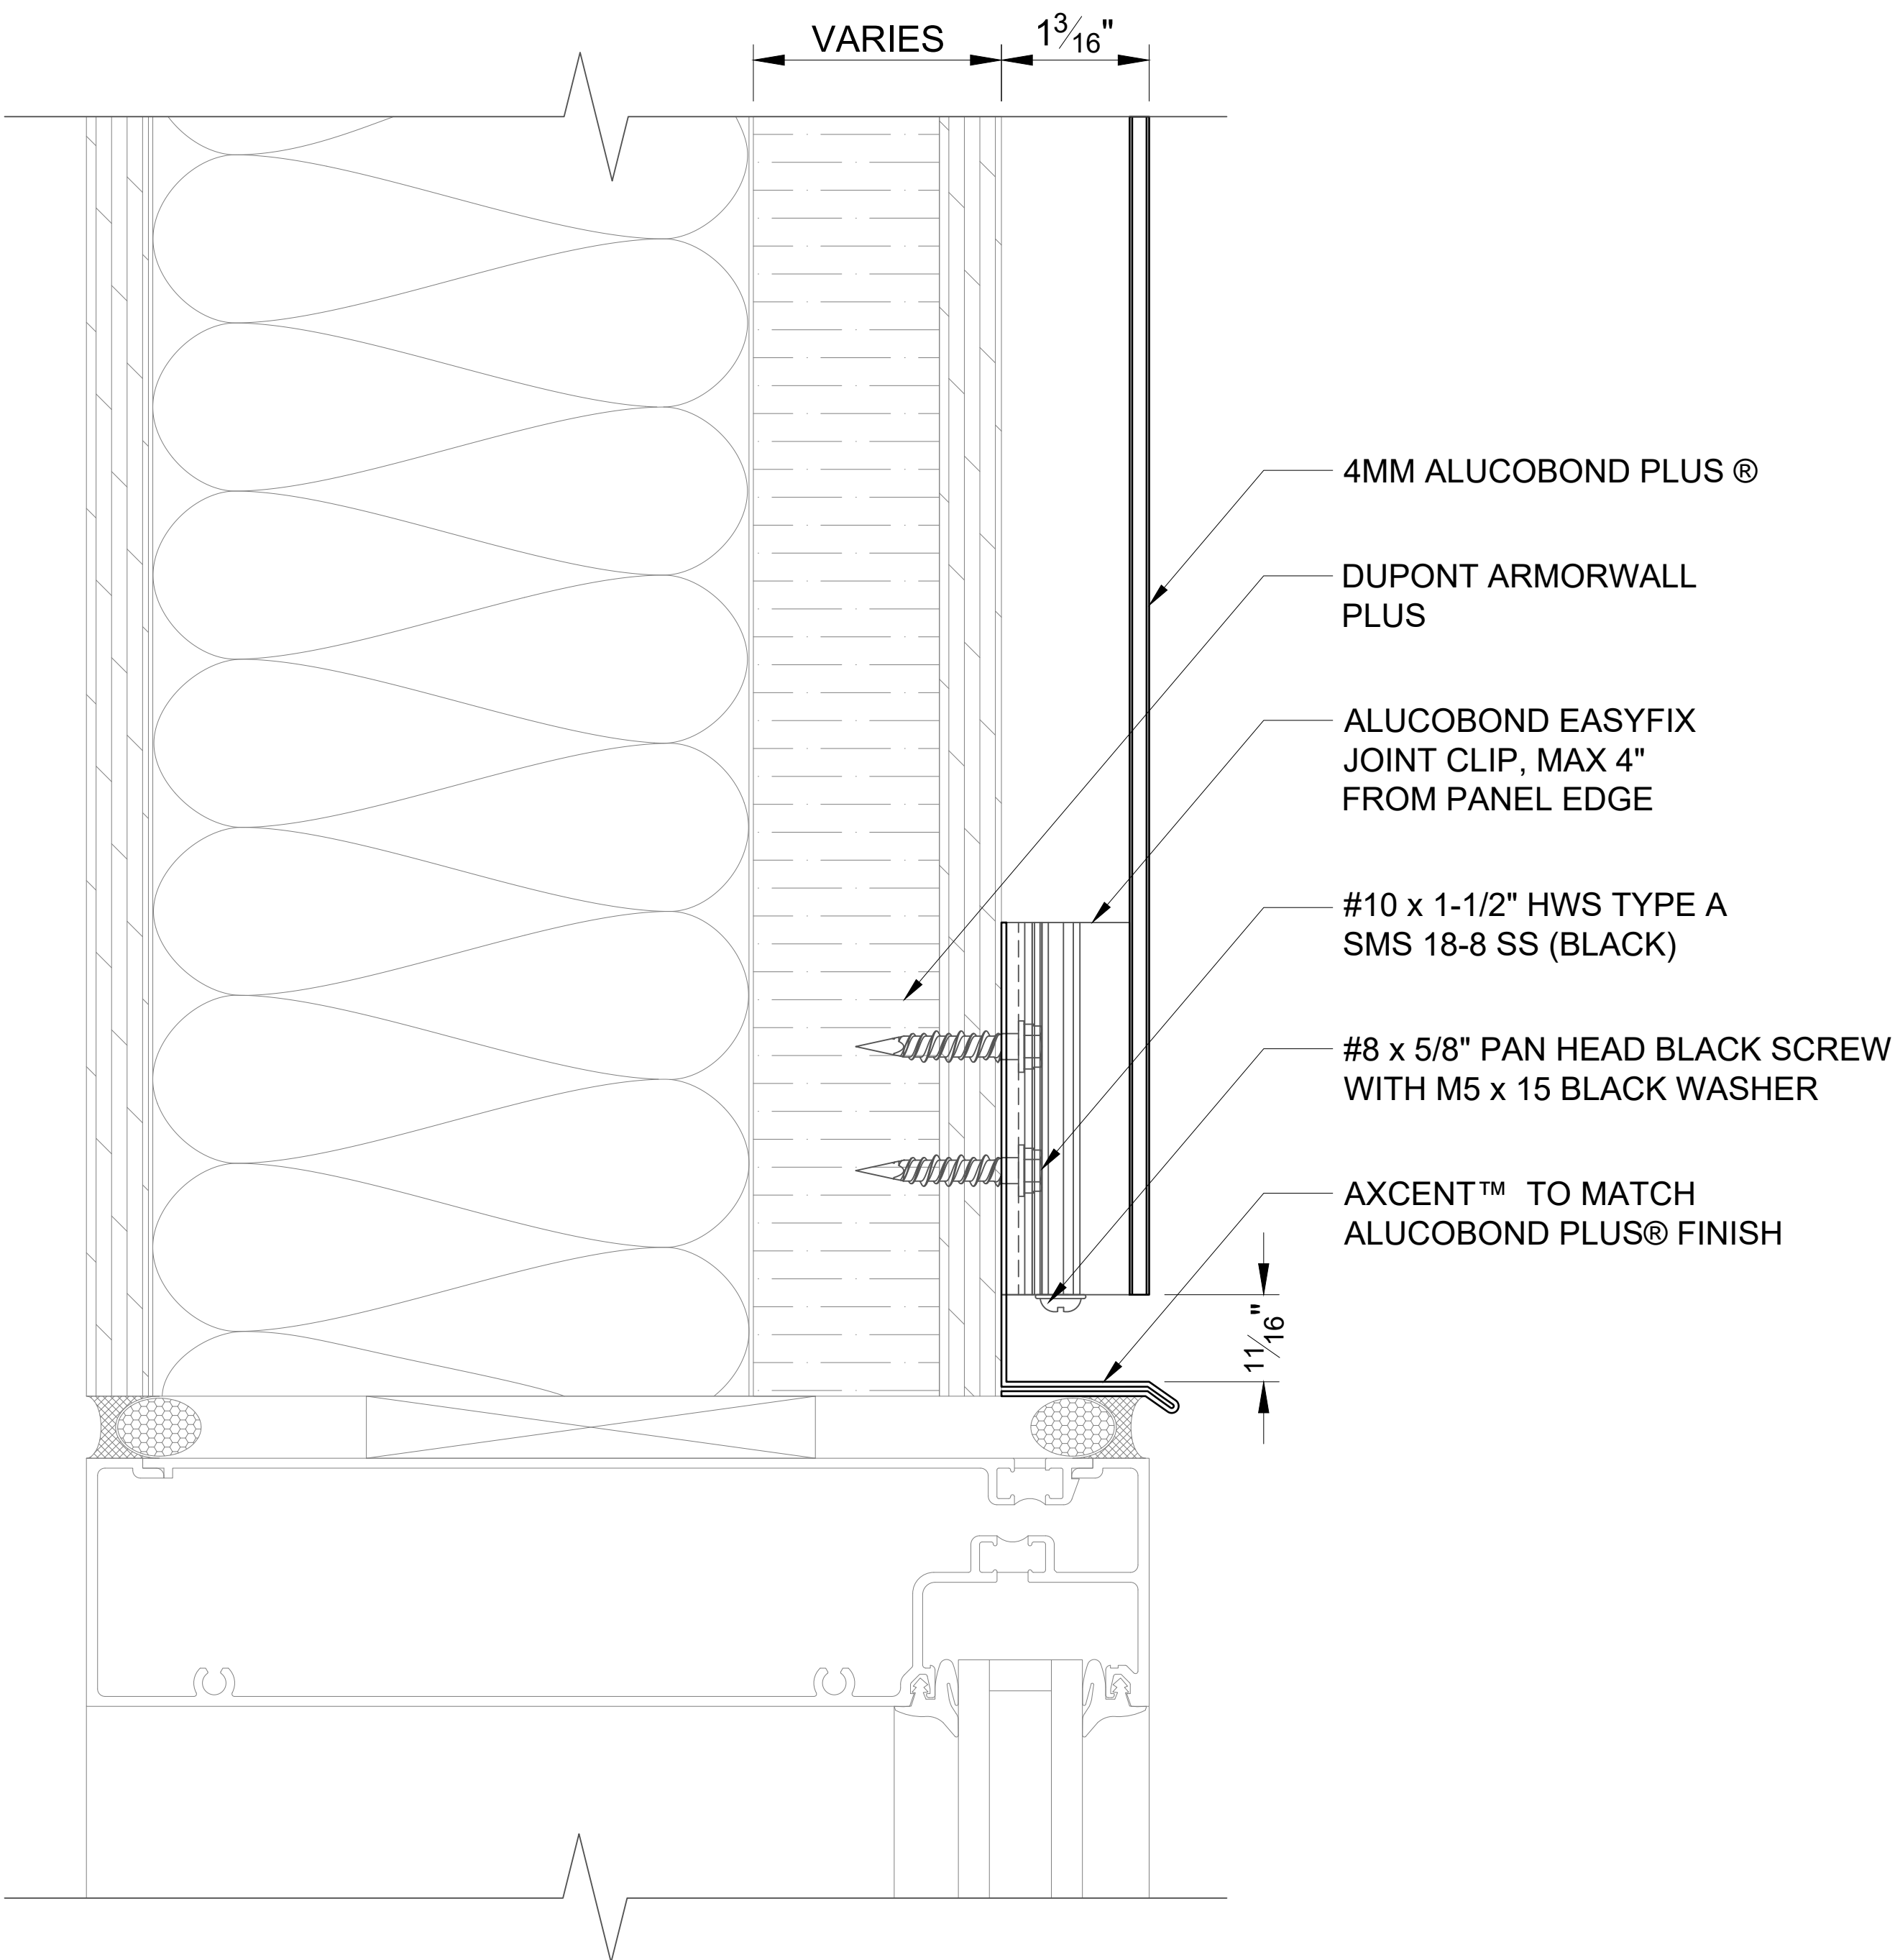 VARIES
1 3/16"
4MM ALUCOBOND PLUS ®
DUPONT ARMORWALL
PLUS
ALUCOBOND EASYFIX
JOINT CLIP, MAX 4"
FROM PANEL EDGE
#10 x 1-1/2" HWS TYPE A
SMS 18-8 SS (BLACK)
#8 x 5/8" PAN HEAD BLACK SCREW
WITH M5 x 15 BLACK WASHER
AXCENT™ TO MATCH
ALUCOBOND PLUS® FINISH
11/16"